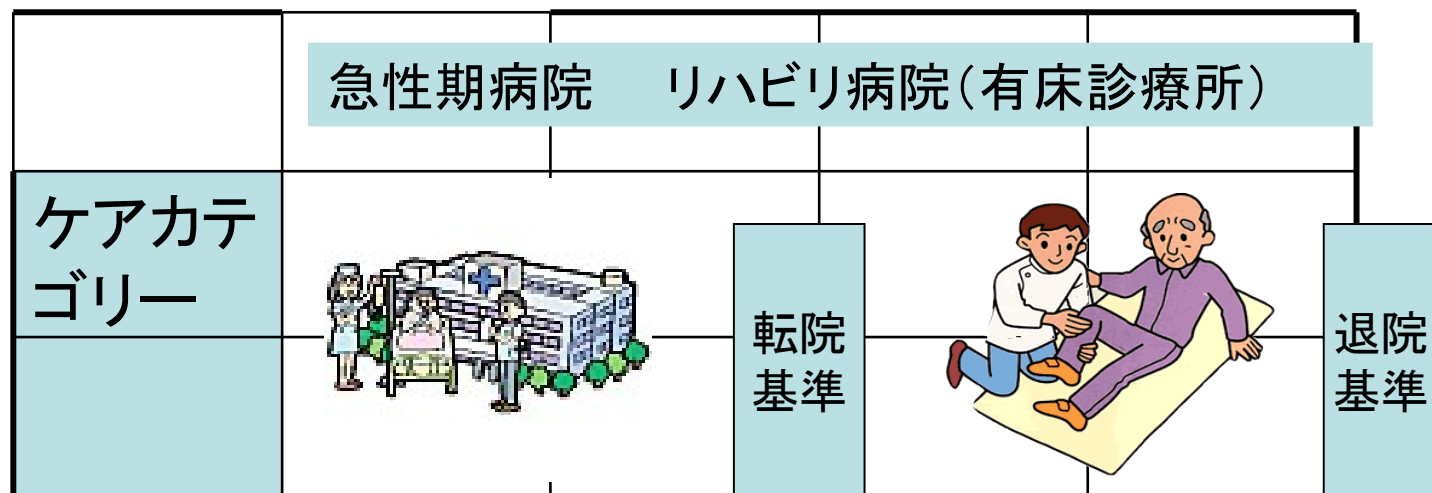 急性期病院　リハビリ病院（有床診療所）
ケアカテ
ゴリー
転院
基準
退院
基準